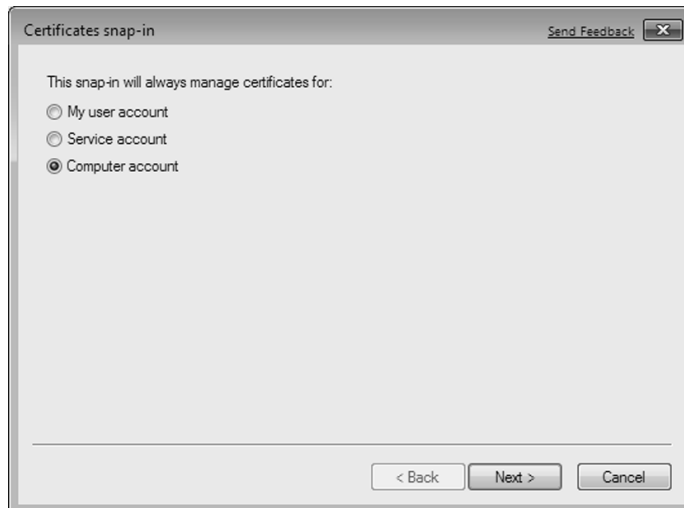 Certificates snap-in
Send Feedback
This snap-in will always manage certificates for:
My user account
Service account
Computer account
< Back
Next >
Cancel